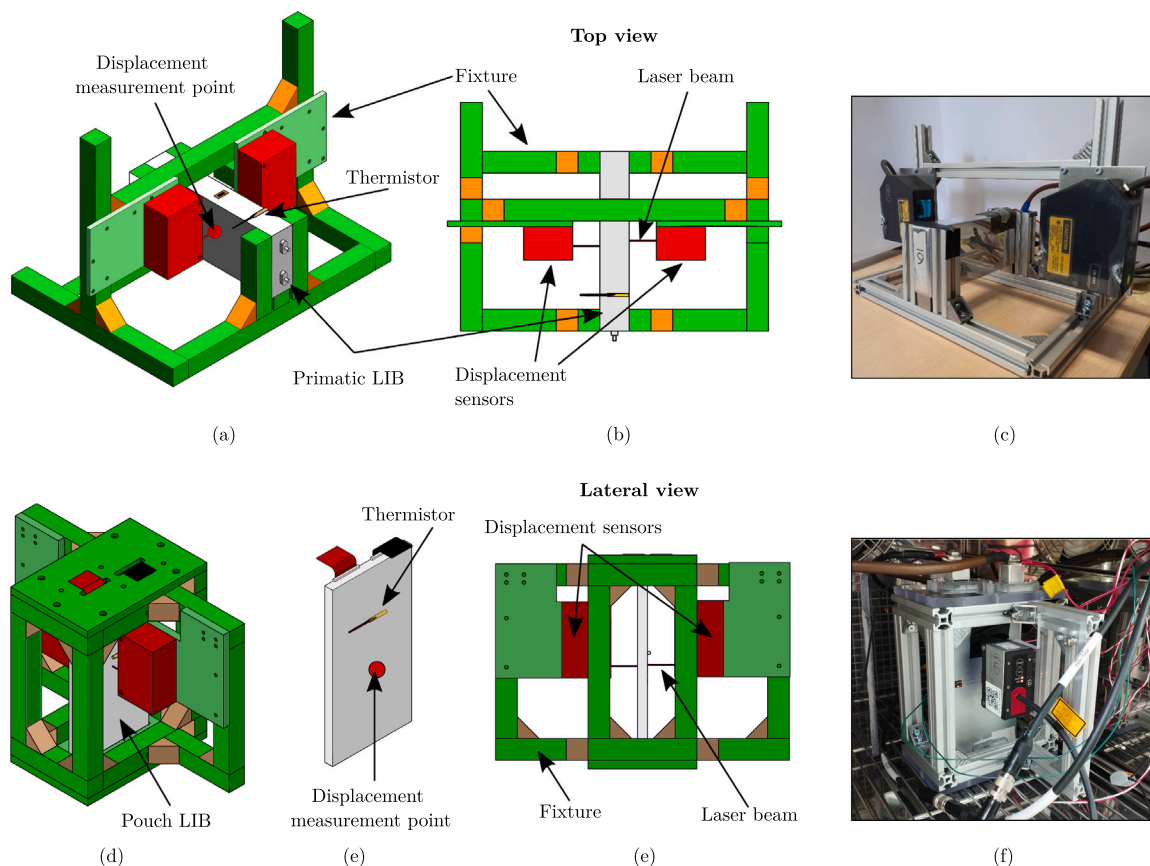 Top view
Displacement
measurement point
Fixture
Laser beam
Thermistor
Primatic LIB
Displacement
sensors
(a)
(b)
(c)
16
Lateral view
Thermistor
Displacement sensors
Pouch LIB
Displacement
measurement point
Fixture
Laser beam
(d)
(e)
(e)
(f)